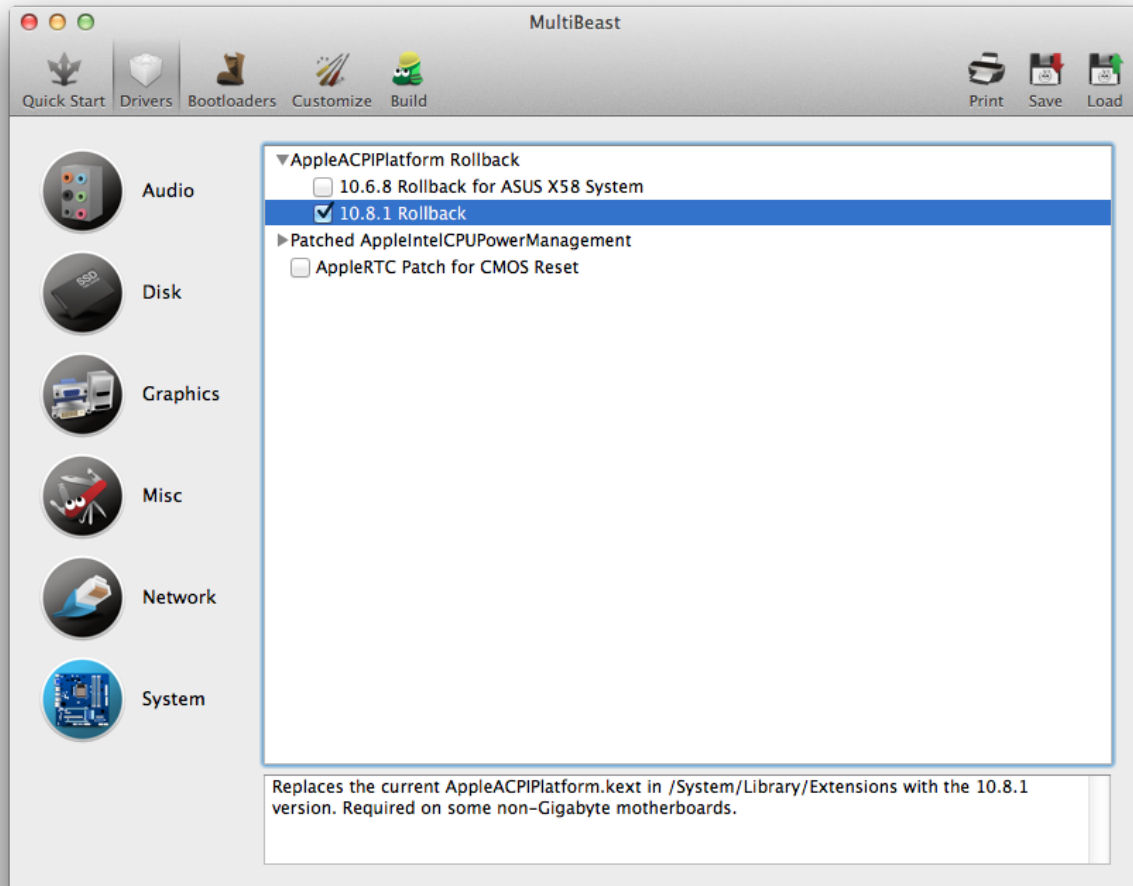 MultiBeast
Quick Start Drivers Bootloaders Customize Build Print Save Load
Audio
Disk
SSD
Graphics
Misc
Network
System
▼AppleACPIPlatform Rollback
10.6.8 Rollback for ASUS X58 System
10.8.1 Rollback
▶Patched AppleIntelCPUPowerManagement
AppleRTC Patch for CMOS Reset
Replaces the current AppleACPIPlatform.kext in /System/Library/Extensions with the 10.8.1
version. Required on some non-Gigabyte motherboards.